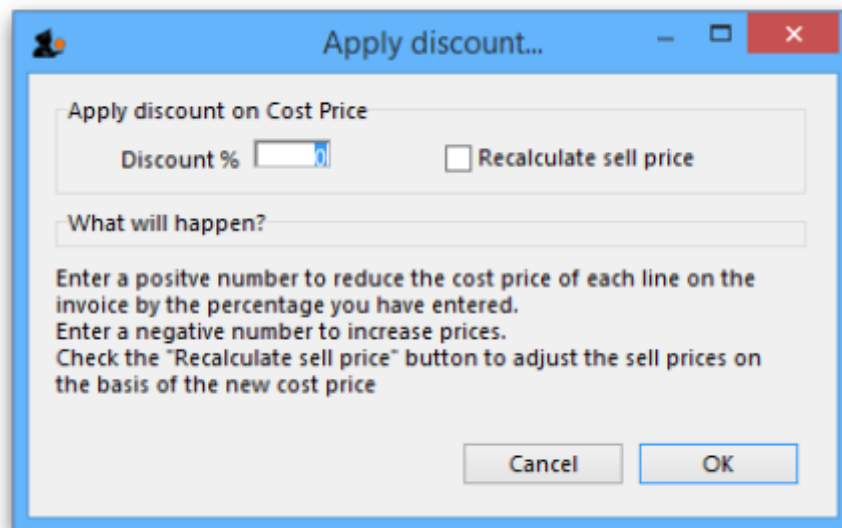 Apply discount...
Apply discount on Cost Price
Discount % 0 Recalculate sell price
What will happen?
Enter a positve number to reduce the cost price of each line on the
invoice by the percentage you have entered.
Enter a negative number to increase prices.
Check the "Recalculate sell price" button to adjust the sell prices on
the basis of the new cost price
Cancel OK